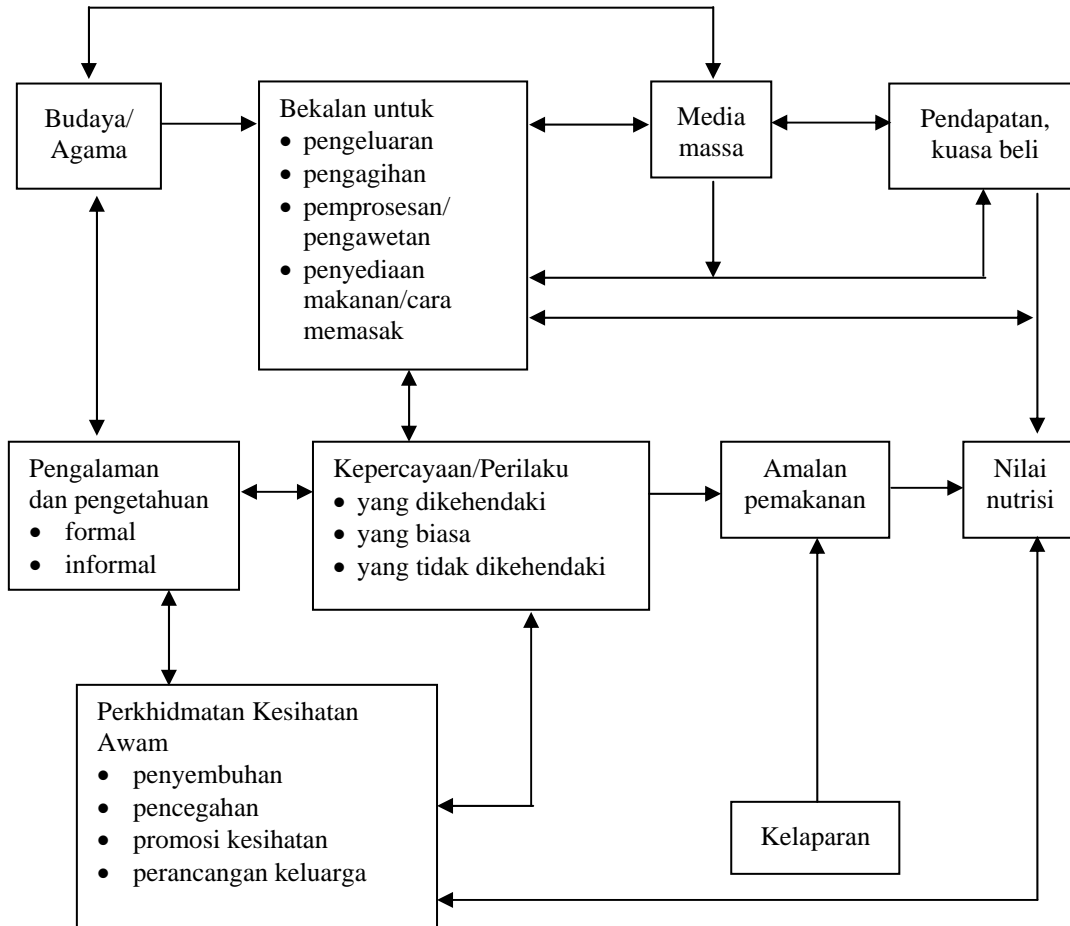 Budaya/
Agama
Bekalan untuk
• pengeluaran
• pengagihan
• pemprosesan/
pengawetan
• penyediaan
makanan/cara
memasak
Media
massa
Pendapatan,
kuasa beli
Pengalaman
dan pengetahuan
• formal
• informal
Kepercayaan/Perilaku
• yang dikehendaki
• yang biasa
• yang tidak dikehendaki
Amalan
pemakanan
Nilai
nutrisi
Perkhidmatan Kesihatan
Awam
• penyembuhan
• pencegahan
• promosi kesihatan
• perancangan keluarga
Kelaparan